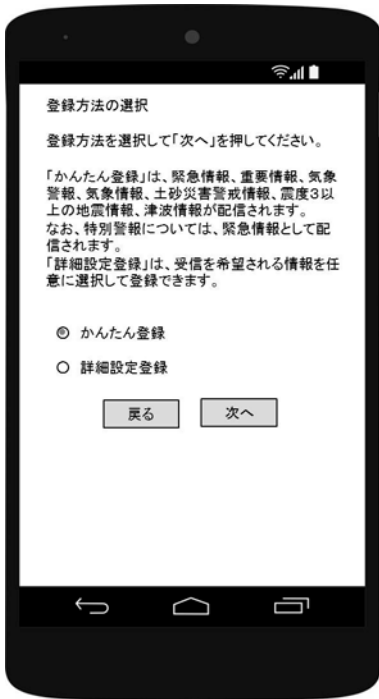 登録方法の選択
登録方法を選択して「次へ」を押してください。
「かんたん登録」は、緊急情報、重要情報、気象
警報、気象情報、土砂災害警戒情報、震度3以
上の地震情報、津波情報が配信されます。
なお、特別警報については、緊急情報として配
信されます。
「詳細設定登録」は、受信を希望される情報を任
意に選択して登録できます。
かんたん登録
詳細設定登録
戻る 次へ